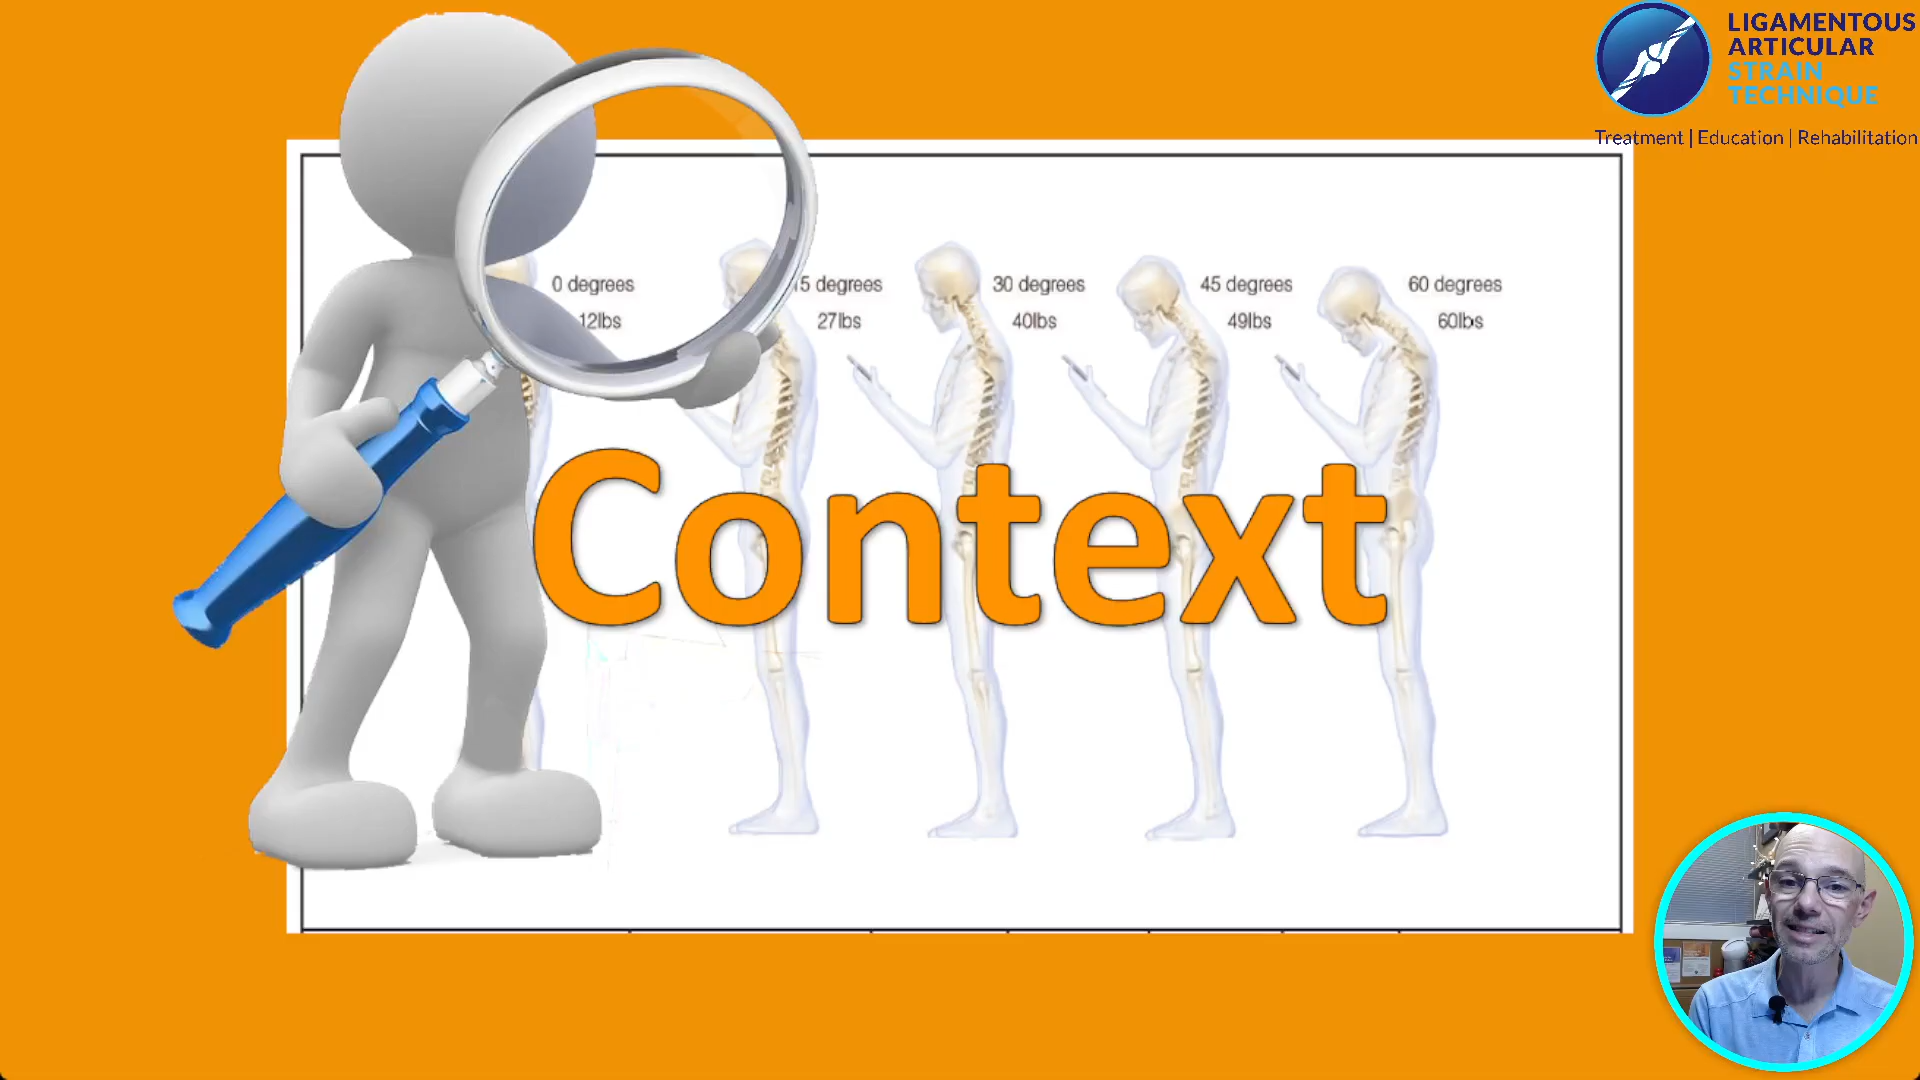 LIGAMENTOUS
ARTICULAR
STRAIN
TECHNIQUE
Treatment | Education | Rehabilitation
0 degrees
12lbs
5 degrees
27lbs
30 degrees
40lbs
45 degrees
49lbs
60 degrees
60lbs
Context